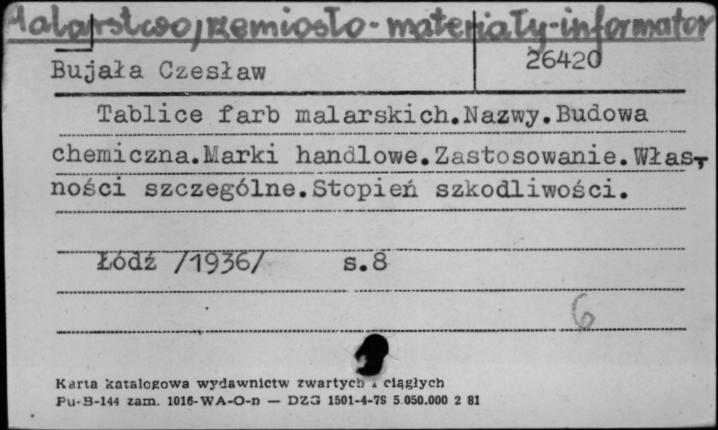 Malarstwo, rzemiosło - materiały - informator
Bujała Czesław
26420
Tablice farb malarskich.Nazwy.Budowa
chemiczna.Marki handlowe.Zastosowanie.Włas-
ności szczególne.Stopień szkodliwości.
Łódź /1936/ s.8
6
Karta katalogowa wydawnictw zwartych i ciągłych
Pu-B-144 zam. 1016-WA-O-n — DZG 1501-4-78 5.050.000 2 81